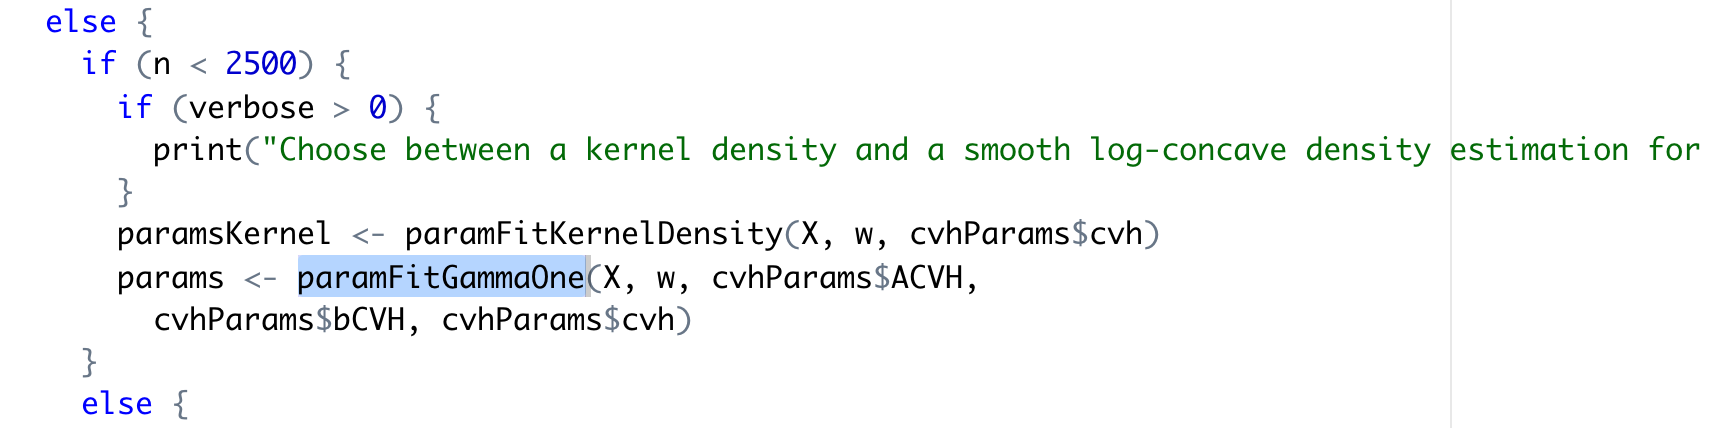 else {
if (n < 2500) {
if (verbose > 0) {
print("Choose between a kernel density and a smooth log-concave density estimation for
}
paramsKernel <- paramFitKernelDensity(X, w, cvhParams$cvh)
params <- paramFitGammaOne(X, w, cvhParams$ACVH,
cvhParams$bCVH, cvhParams$cvh)
}
else {